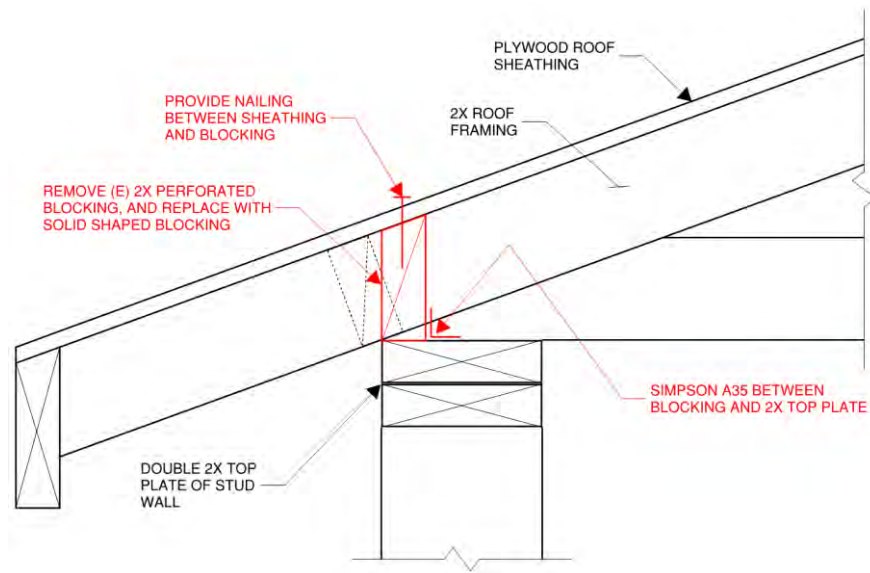 PLYWOOD ROOF
SHEATHING
PROVIDE NAILING
BETWEEN SHEATHING
AND BLOCKING
2X ROOF
FRAMING
REMOVE (E) 2X PERFORATED
BLOCKING, AND REPLACE WITH
SOLID SHAPED BLOCKING
SIMPSON A35 BETWEEN
BLOCKING AND 2X TOP PLATE
DOUBLE 2X TOP
PLATE OF STUD
WALL